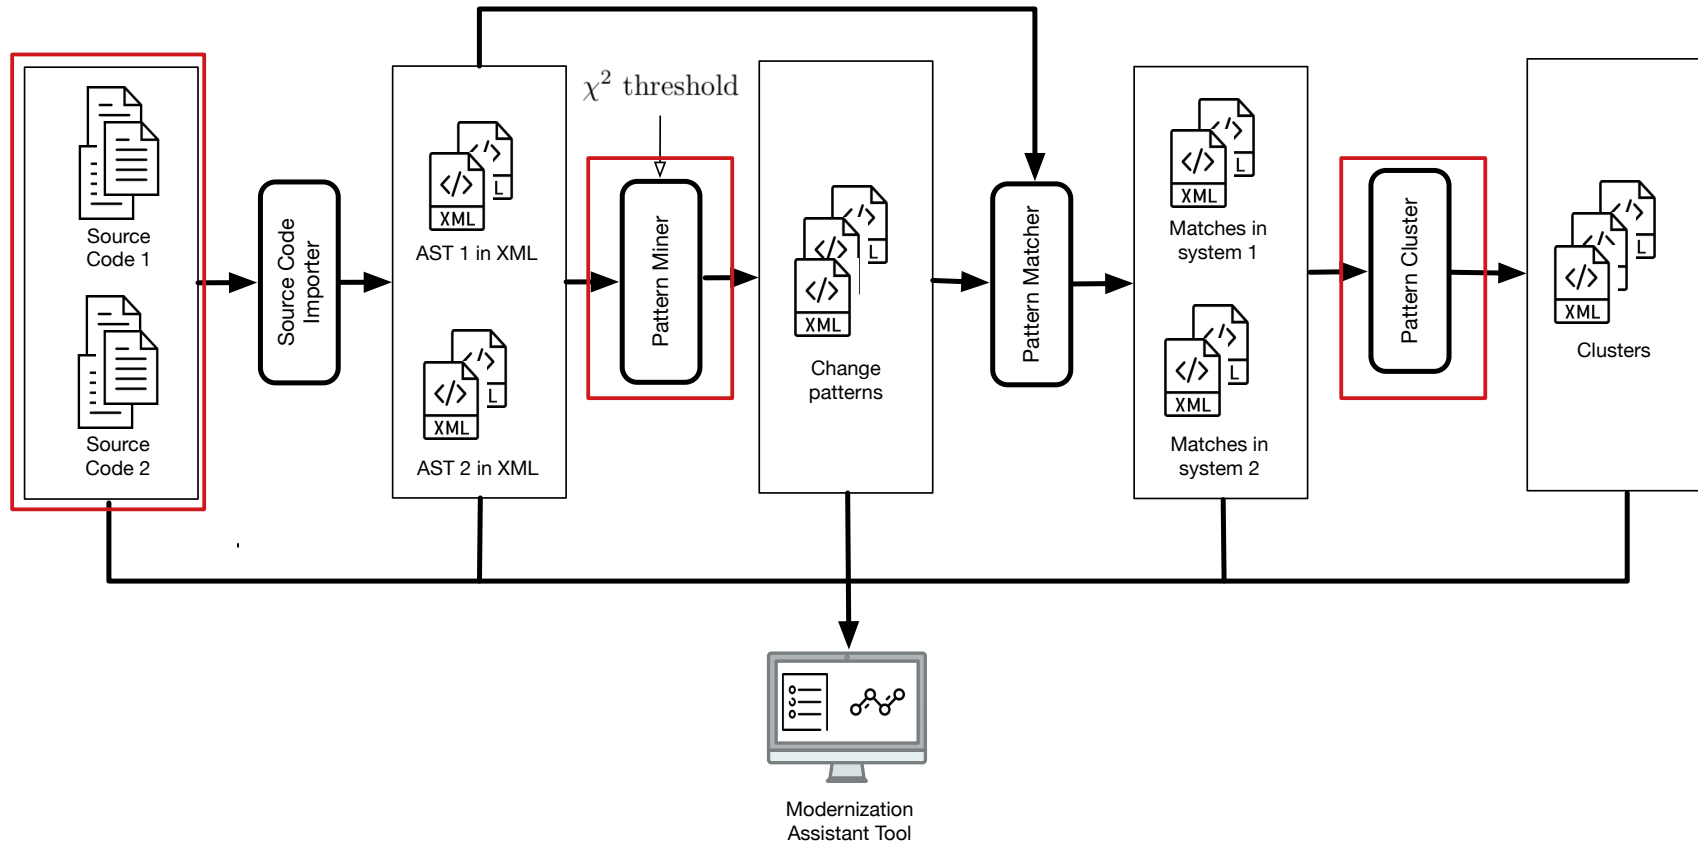 χ² threshold
Source
Code 1
Source
Code 2
Source Code
Importer
XML
L
AST 1 in XML
XML
L
AST 2 in XML
Pattern Miner
XML
L
Change
patterns
Pattern Matcher
XML
L
Matches in
system 1
XML
L
Matches in
system 2
Pattern Cluster
XML
L
Clusters
Modernization
Assistant Tool